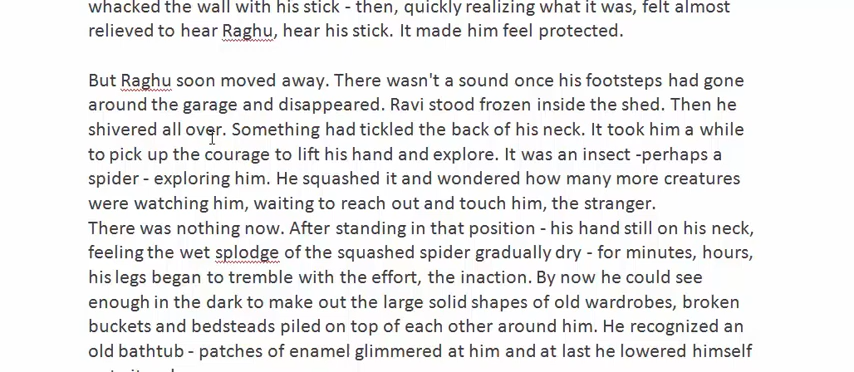 whacked the wall with his stick - then, quickly realizing what it was, felt almost
relieved to hear Raghu, hear his stick. It made him feel protected.
But Raghu soon moved away. There wasn't a sound once his footsteps had gone
around the garage and disappeared. Ravi stood frozen inside the shed. Then he
shivered all over. Something had tickled the back of his neck. It took him a while
to pick up the courage to lift his hand and explore. It was an insect -perhaps a
spider - exploring him. He squashed it and wondered how many more creatures
were watching him, waiting to reach out and touch him, the stranger.
There was nothing now. After standing in that position - his hand still on his neck,
feeling the wet splodge of the squashed spider gradually dry - for minutes, hours,
his legs began to tremble with the effort, the inaction. By now he could see
enough in the dark to make out the large solid shapes of old wardrobes, broken
buckets and bedsteads piled on top of each other around him. He recognized an
old bathtub - patches of enamel glimmered at him and at last he lowered himself